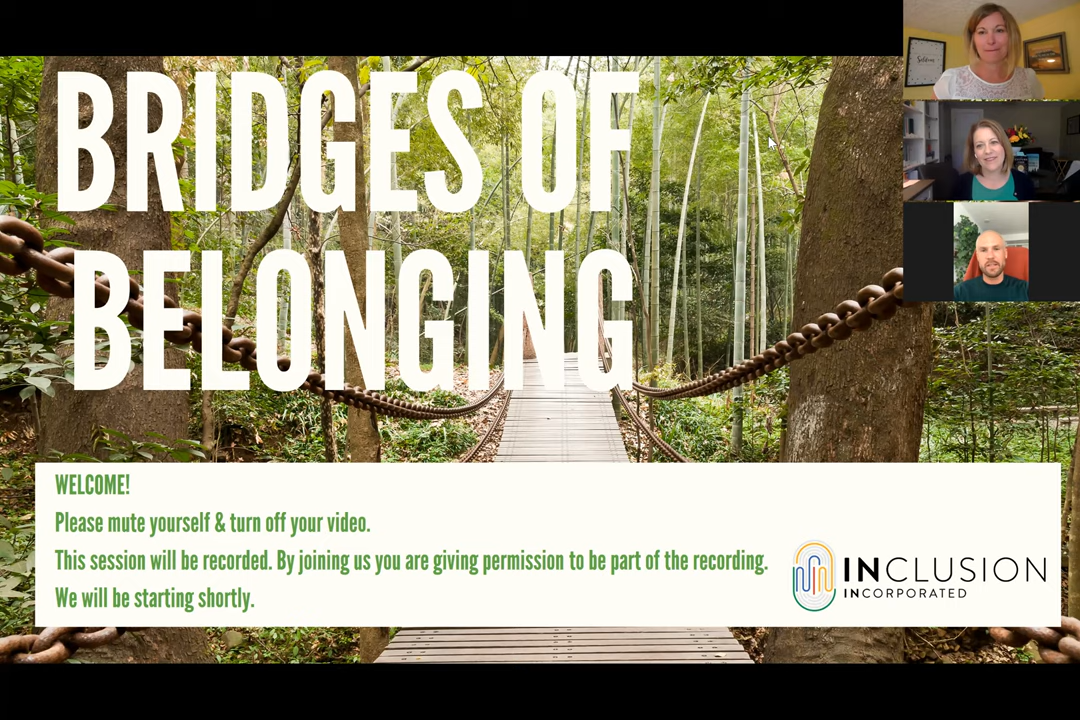 BRIDGES OF
BELONGING
WELCOME!
Please mute yourself & turn off your video.
This session will be recorded. By joining us you are giving permission to be part of the recording.
We will be starting shortly.
INCLUSION
INCORPORATED